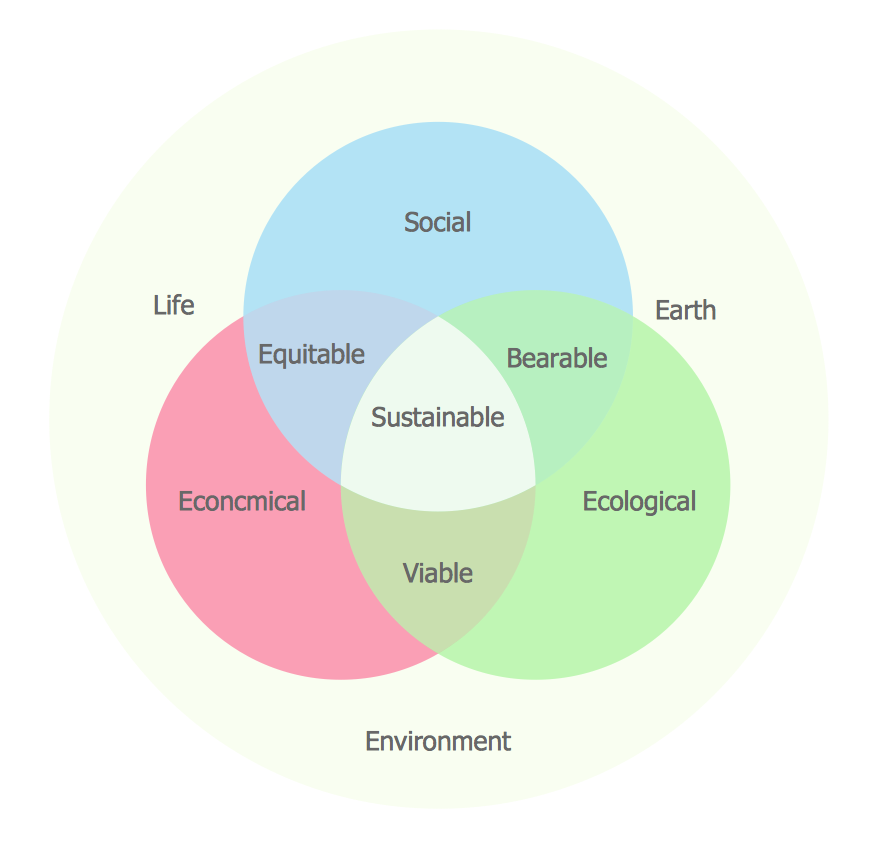 Social
Life
Earth
Equitable
Bearable
Sustainable
Econcmical
Ecological
Viable
Environment